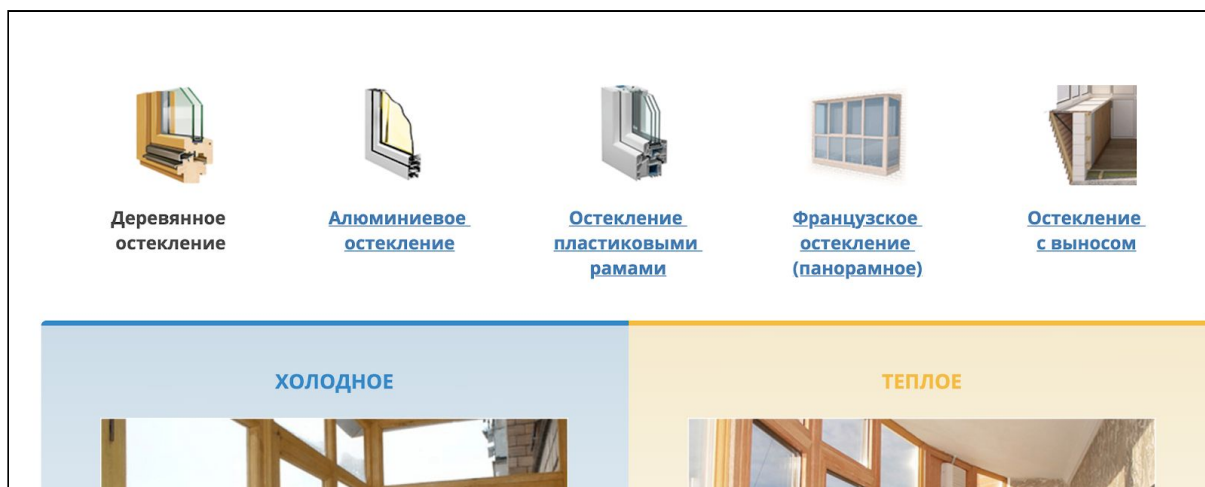 Деревянное
остекление
Алюминиевое
остекление
Остекление
пластиковыми
рамами
Французское
остекление
(панорамное)
Остекление
с выносом
ХОЛОДНОЕ
ТЕПЛОЕ